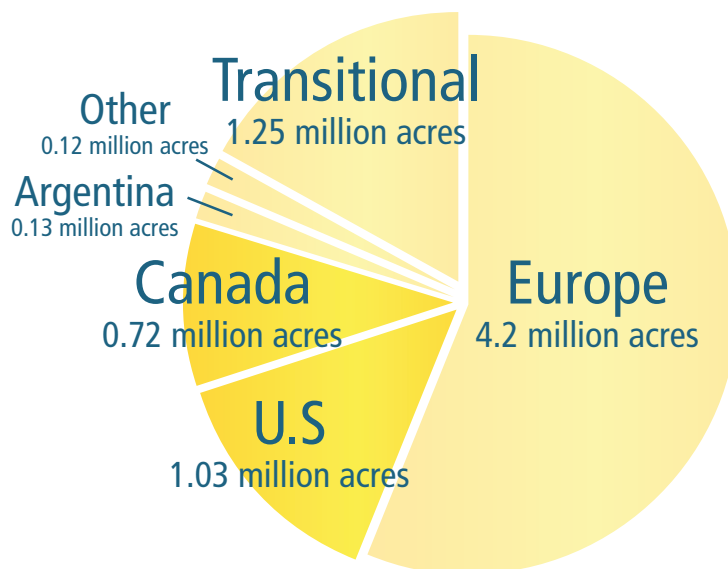 Transitional
1.25 million acres
Other
0.12 million acres
Argentina
0.13 million acres
Canada
0.72 million acres
Europe
4.2 million acres
U.S
1.03 million acres